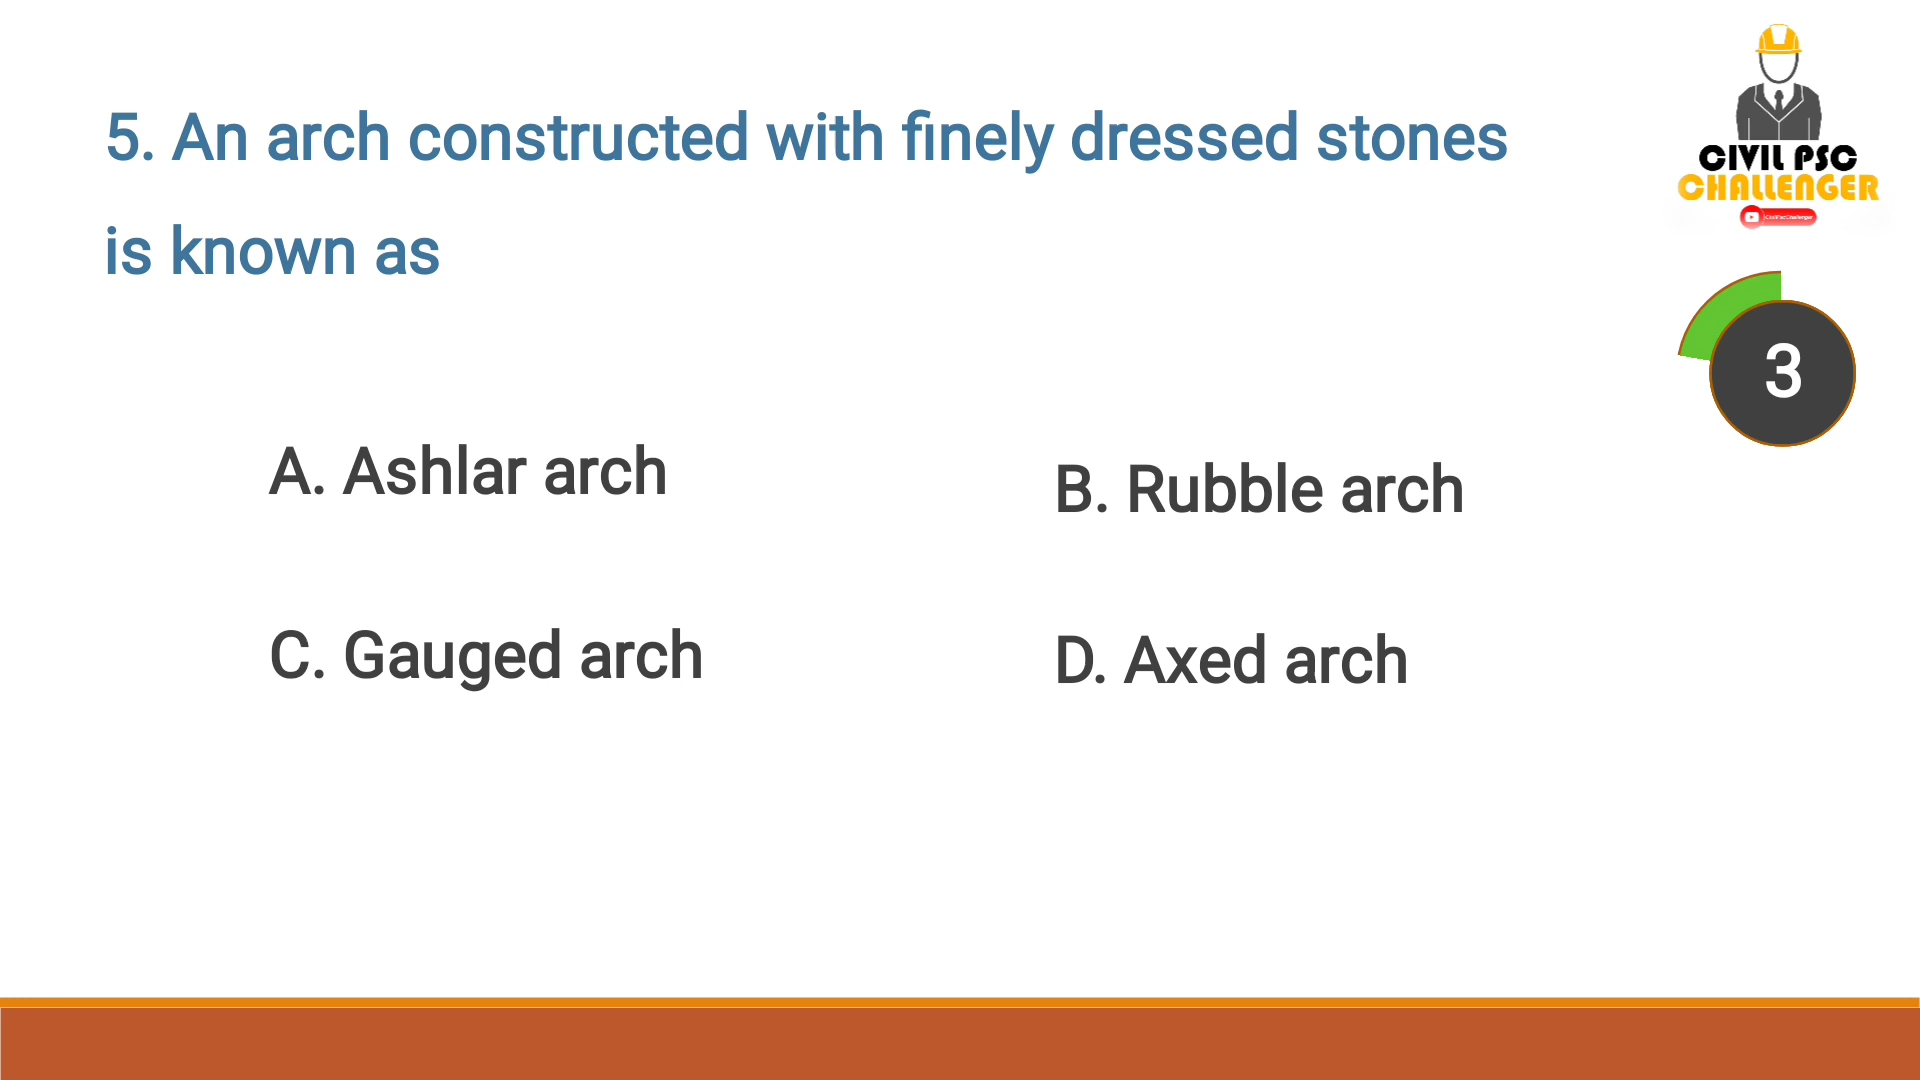 5. An arch constructed with finely dressed stones
is known as
A. Ashlar arch
B. Rubble arch
C. Gauged arch
D. Axed arch
CIVIL PSC
CHALLENGER
CivilPscChallenger
3